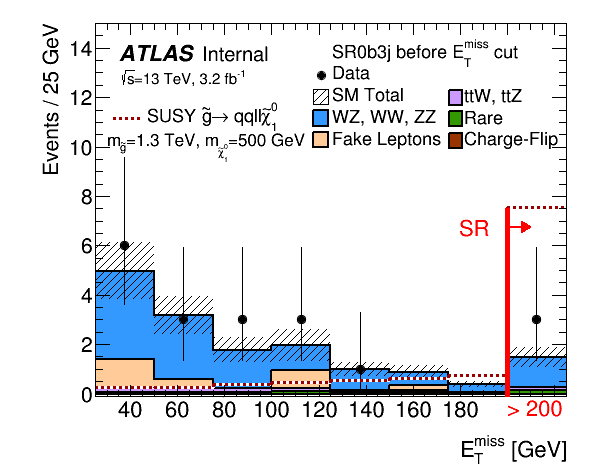 Events / 25 GeV
14
12
10
8
6
4
2
0
ATLAS Internal
√s=13 TeV, 3.2 fb⁻¹
SUSY g̃→ qqllχ̃₁⁰
m_g̃=1.3 TeV, m_χ̃₁⁰=500 GeV
SR0b3j before E_T^miss cut
Data
SM Total
WZ, WW, ZZ
Fake Leptons
ttW, ttZ
Rare
Charge-Flip
SR
40 60 80 100 120 140 160 180 > 200
E_T^miss [GeV]